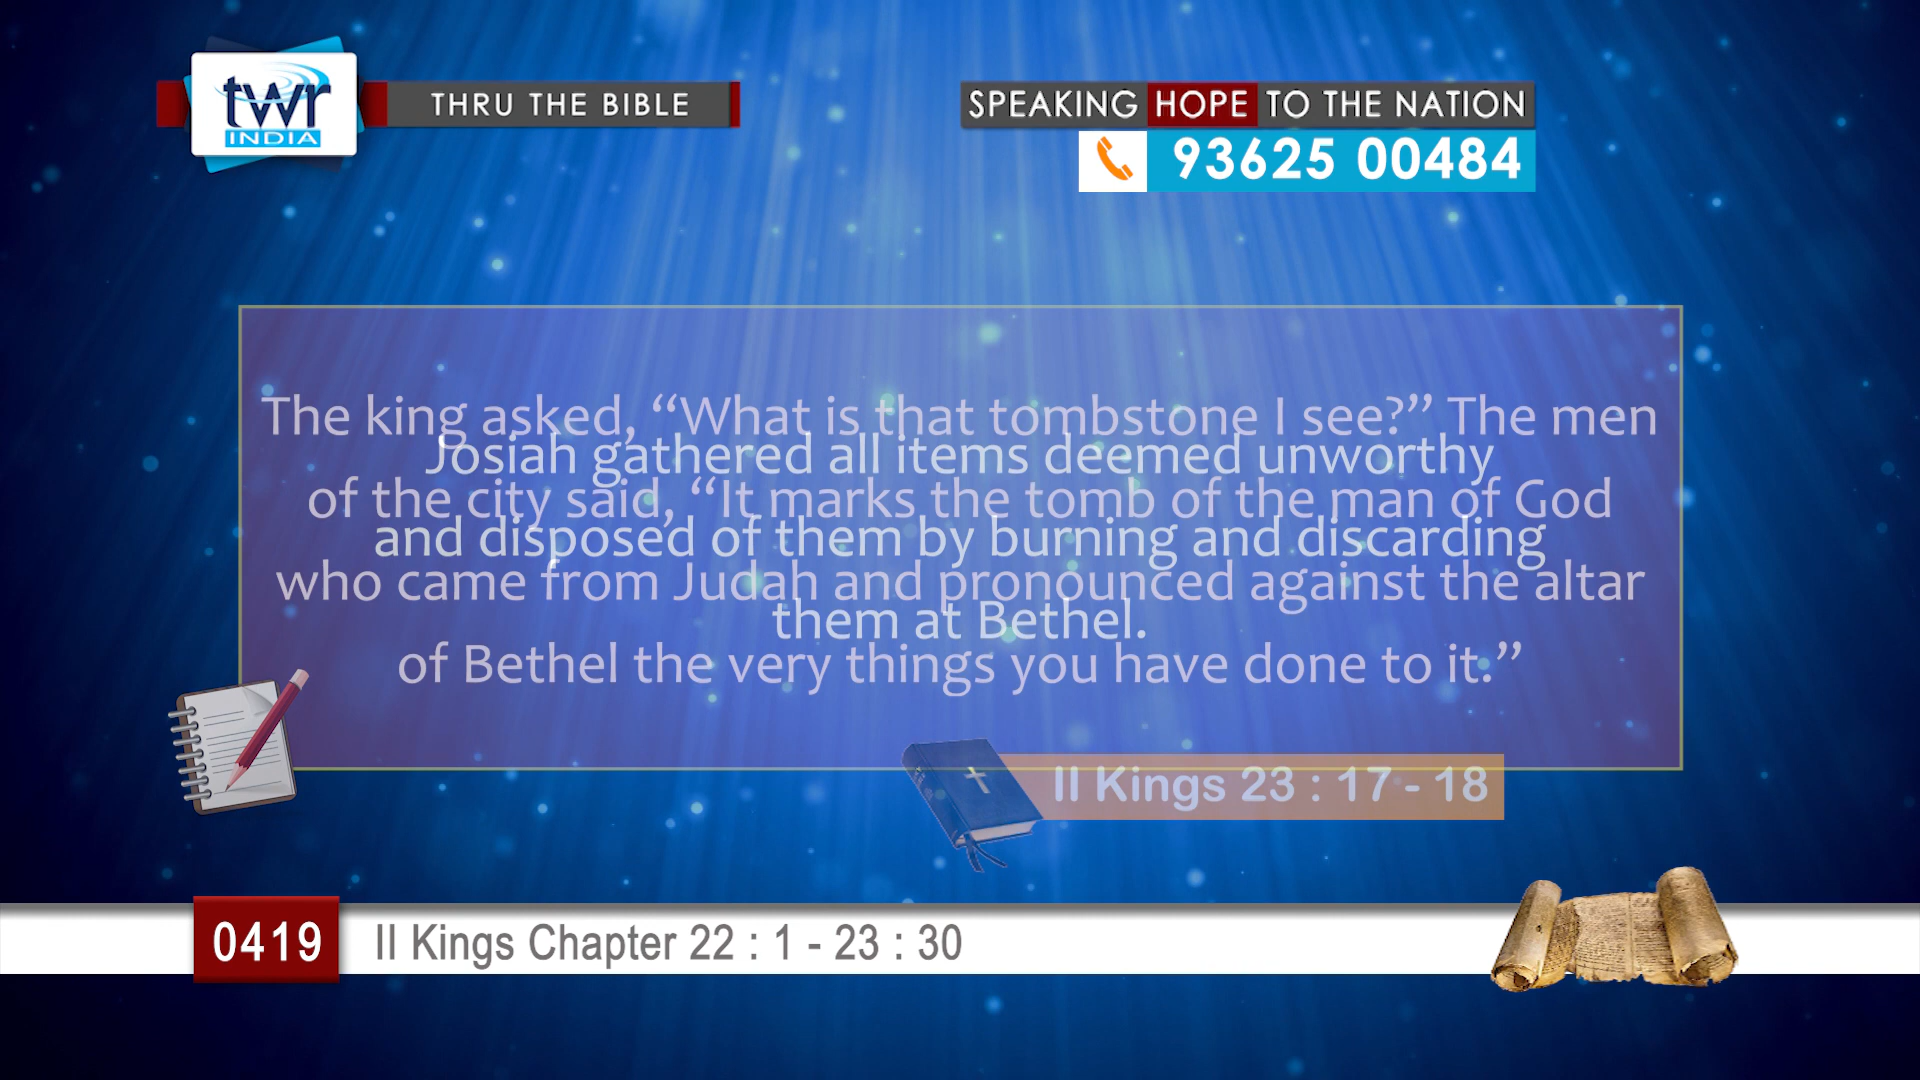 twr
INDIA
THRU THE BIBLE
SPEAKING HOPE TO THE NATION
93625 00484
The king asked, “What is that tombstone I see?” The men
of the city said, “It marks the tomb of the man of God
who came from Judah and pronounced against the altar
of Bethel the very things you have done to it.”
Josiah gathered all items deemed unworthy
and disposed of them by burning and discarding
them at Bethel.
II Kings 23 : 17 - 18
0419
II Kings Chapter 22 : 1 - 23 : 30